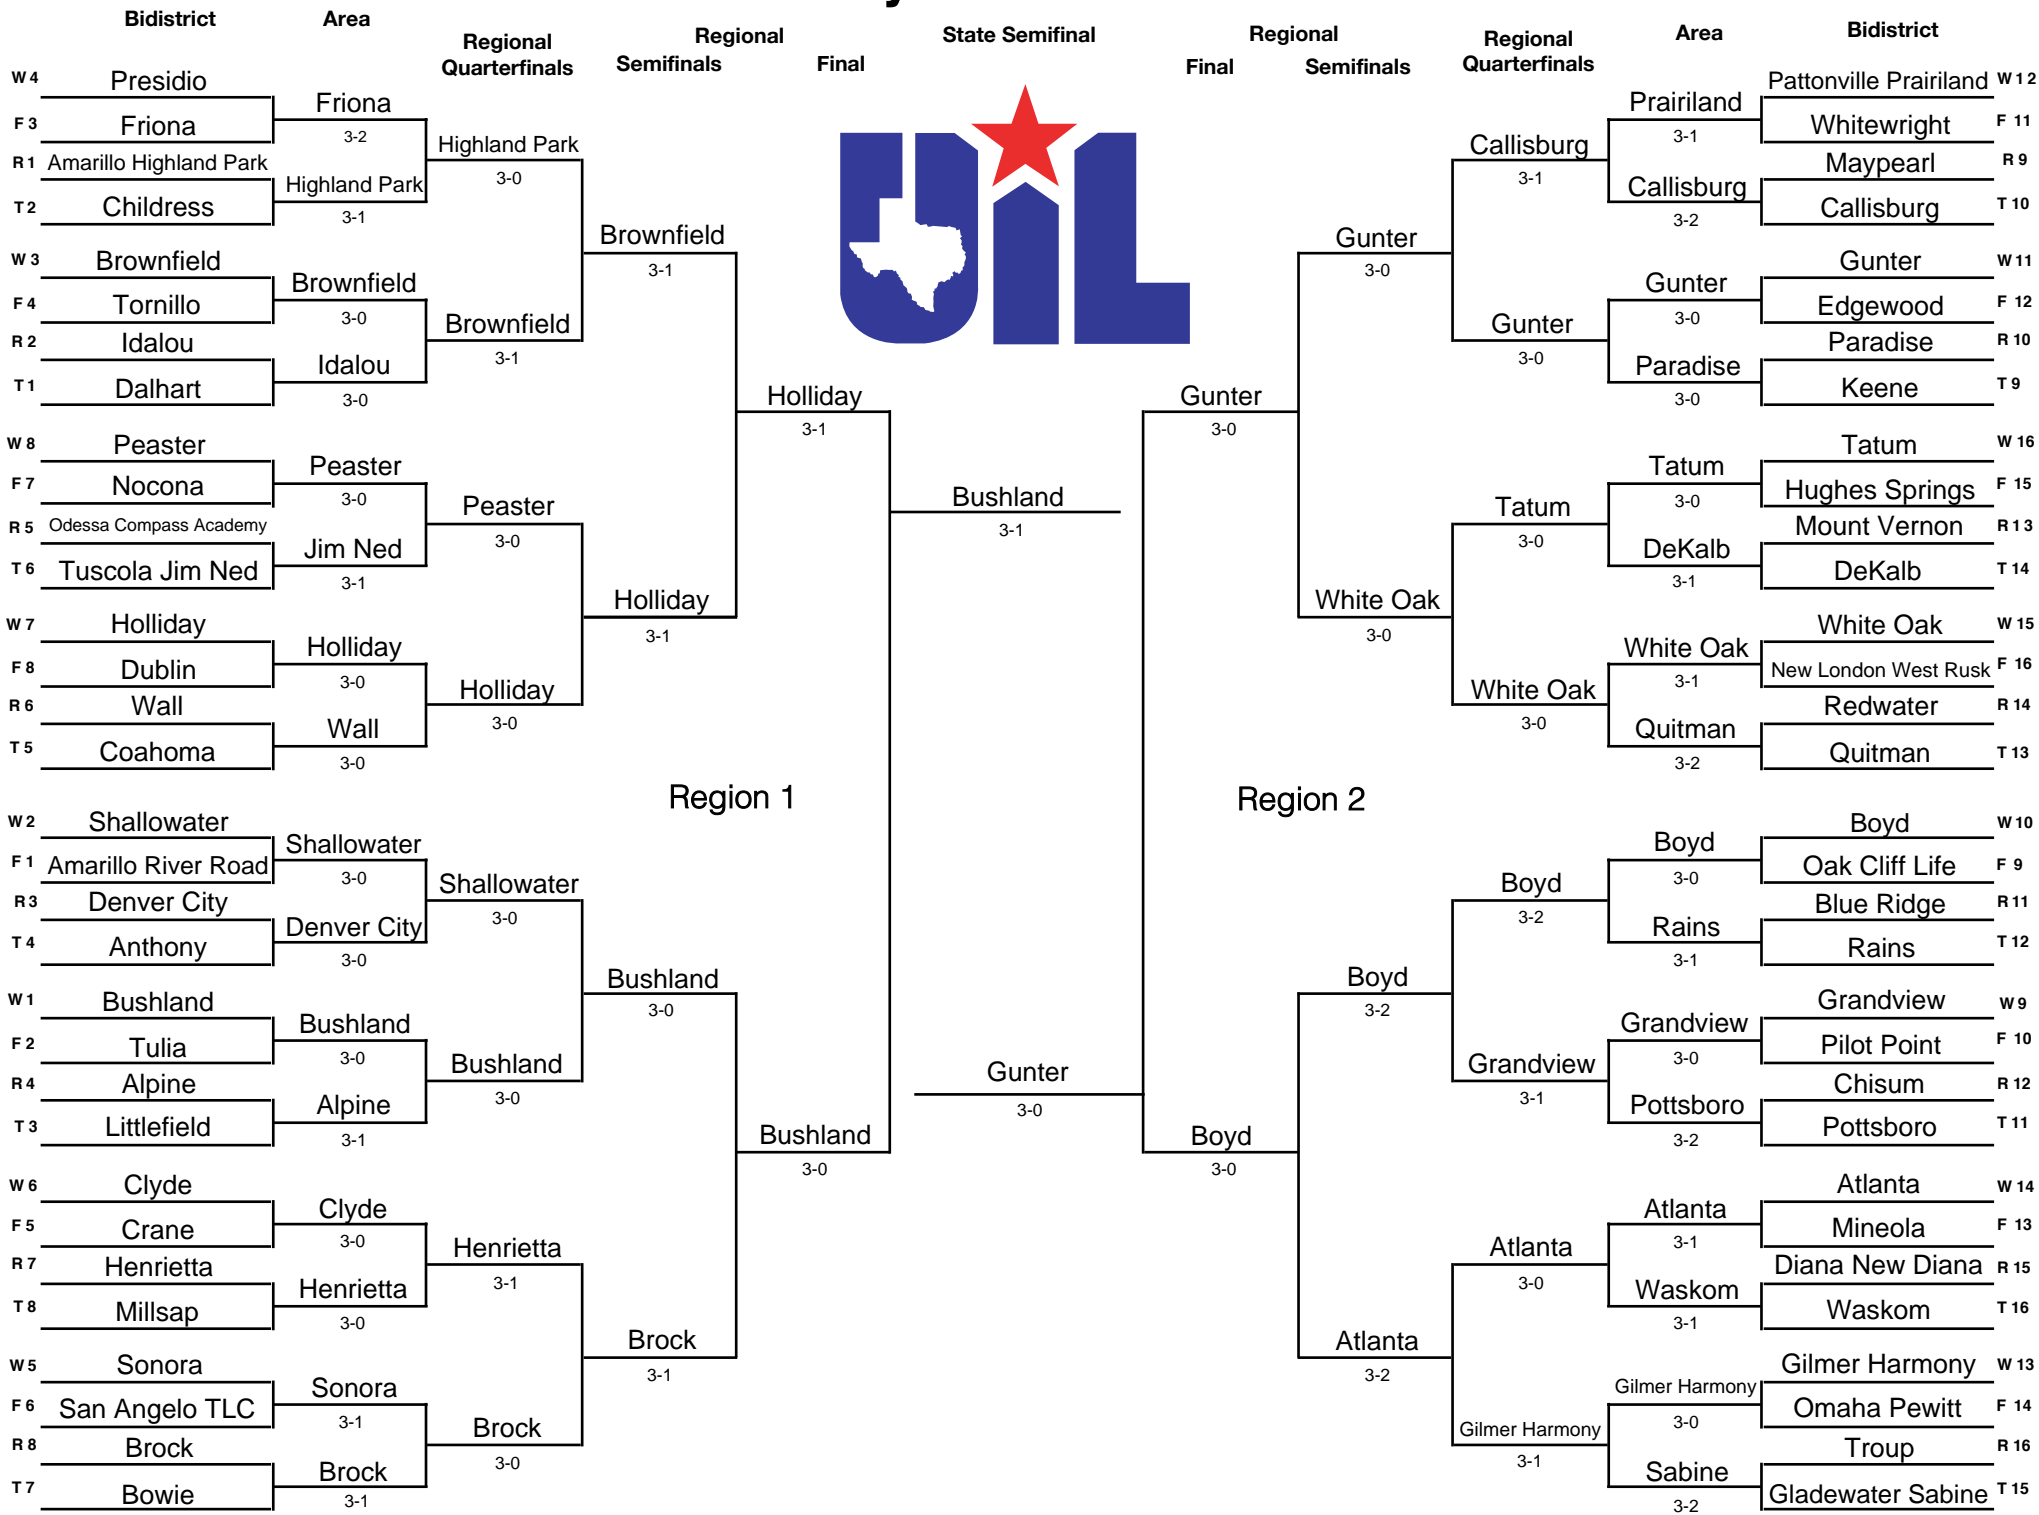 Bidistrict
Area
Regional
Quarterfinals
Regional
Semifinals
Final
State Semifinal
Regional
Final
Semifinals
Regional
Quarterfinals
Area
Bidistrict
W 4 Presidio
F 3 Friona
R 1 Amarillo Highland Park
T 2 Childress
W 3 Brownfield
F 4 Tornillo
R 2 Idalou
T 1 Dalhart
W 8 Peaster
F 7 Nocona
R 5 Odessa Compass Academy
T 6 Tuscola Jim Ned
W 7 Holliday
F 8 Dublin
R 6 Wall
T 5 Coahoma
W 2 Shallowater
F 1 Amarillo River Road
R 3 Denver City
T 4 Anthony
W 1 Bushland
F 2 Tulia
R 4 Alpine
T 3 Littlefield
W 6 Clyde
F 5 Crane
R 7 Henrietta
T 8 Millsap
W 5 Sonora
F 6 San Angelo TLC
R 8 Brock
T 7 Bowie
Friona
3-2
Highland Park
3-1
Brownfield
3-0
Idalou
3-0
Peaster
3-0
Jim Ned
3-1
Holliday
3-0
Wall
3-0
Shallowater
3-0
Denver City
3-0
Bushland
3-0
Alpine
3-1
Clyde
3-0
Henrietta
3-0
Sonora
3-1
Brock
3-1
Highland Park
3-0
Brownfield
3-1
Peaster
3-0
Holliday
3-0
Shallowater
3-0
Bushland
3-0
Henrietta
3-1
Brock
3-0
Brownfield
3-1
Holliday
3-1
Bushland
3-0
Brock
3-1
Holliday
3-1
Bushland
3-0
Region 1
UIL
Bushland
3-1
Gunter
3-0
Region 2
Gunter
3-0
Boyd
3-0
Gunter
3-0
White Oak
3-0
Boyd
3-2
Atlanta
3-2
Callisburg
3-1
Gunter
3-0
Tatum
3-0
White Oak
3-0
Boyd
3-2
Grandview
3-1
Atlanta
3-0
Gilmer Harmony
3-1
Prairiland
3-1
Callisburg
3-2
Gunter
3-0
Paradise
3-0
Tatum
3-0
DeKalb
3-1
White Oak
3-1
Quitman
3-2
Boyd
3-0
Rains
3-1
Grandview
3-0
Pottsboro
3-2
Atlanta
3-1
Waskom
3-1
Gilmer Harmony
3-0
Sabine
3-2
Pattonville Prairiland W 12
Whitewright F 11
Maypearl R 9
Callisburg T 10
Gunter W 11
Edgewood F 12
Paradise R 10
Keene T 9
Tatum W 16
Hughes Springs F 15
Mount Vernon R 13
DeKalb T 14
White Oak W 15
New London West Rusk F 16
Redwater R 14
Quitman T 13
Boyd W 10
Oak Cliff Life F 9
Blue Ridge R 11
Rains T 12
Grandview W 9
Pilot Point F 10
Chisum R 12
Pottsboro T 11
Atlanta W 14
Mineola F 13
Diana New Diana R 15
Waskom T 16
Gilmer Harmony W 13
Omaha Pewitt F 14
Troup R 16
Gladewater Sabine T 15